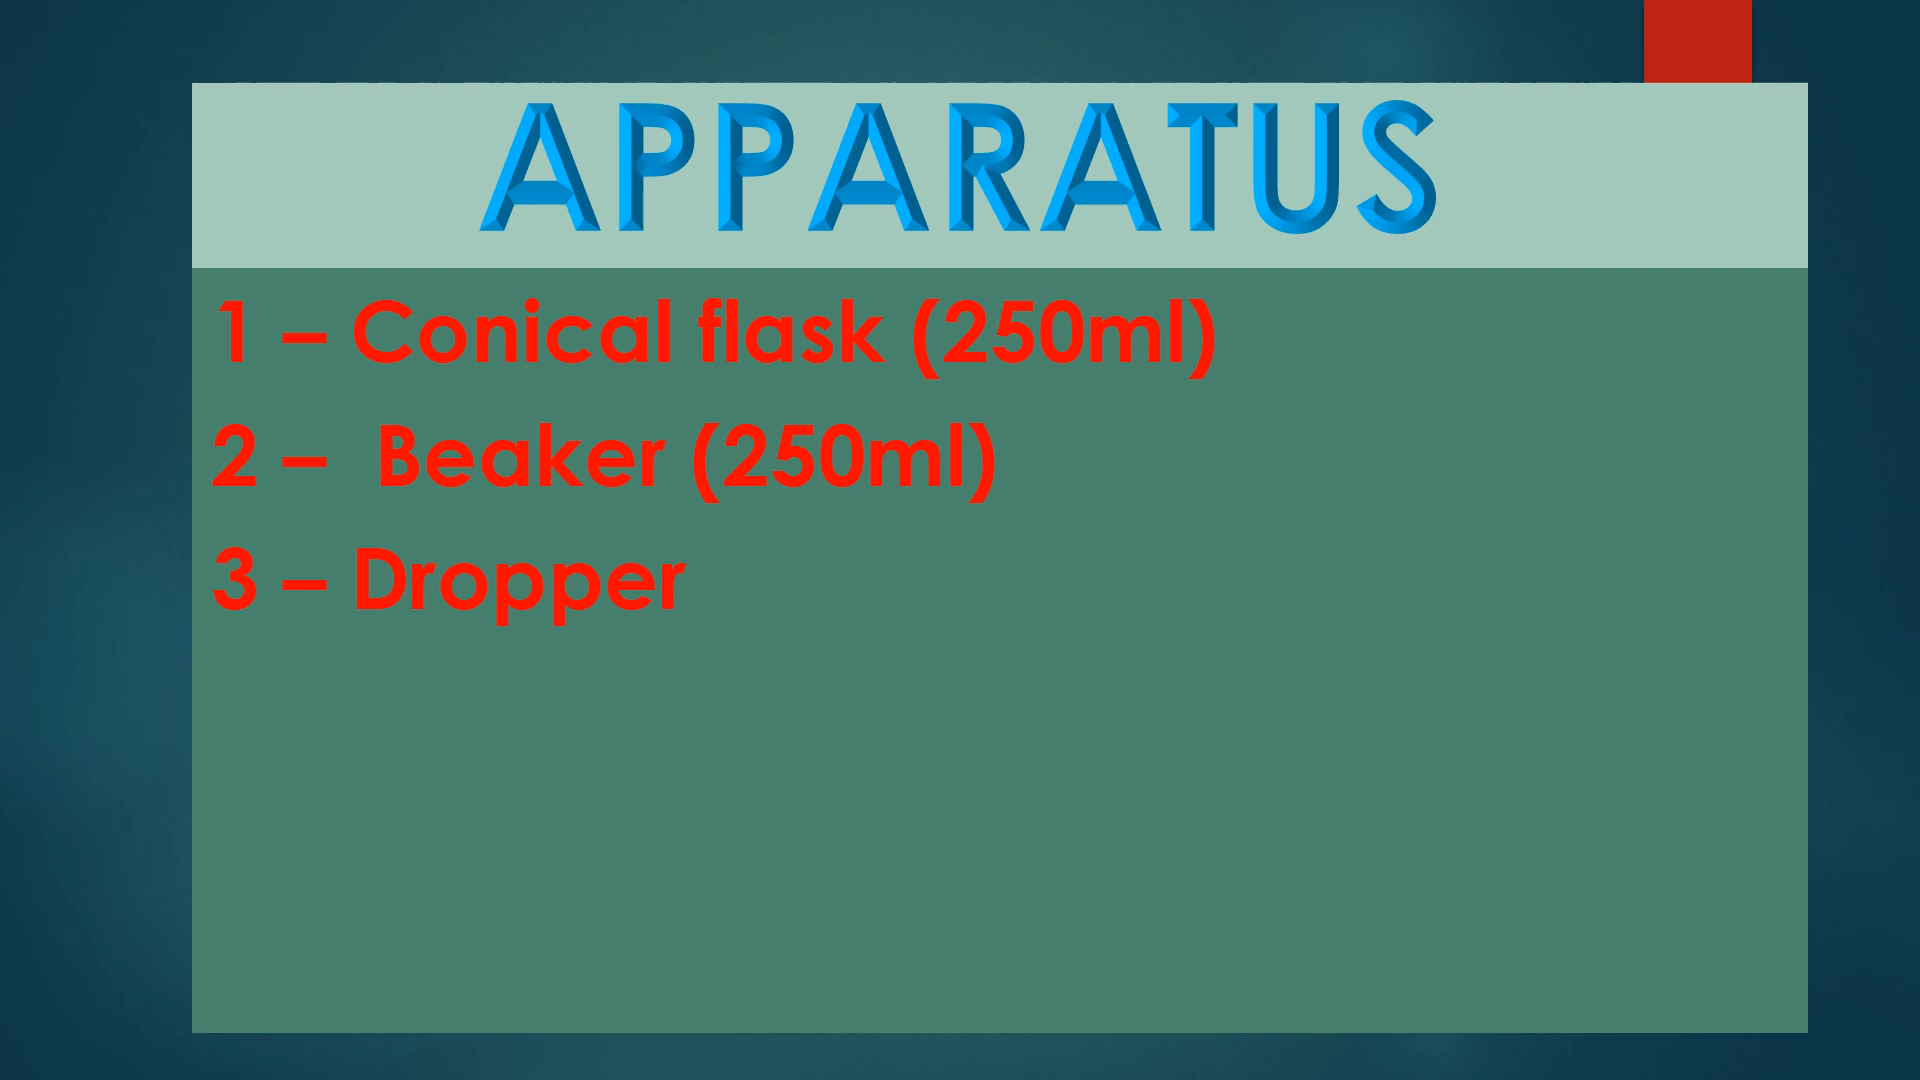 APPARATUS
1 – Conical flask (250ml)
2 – Beaker (250ml)
3 – Dropper